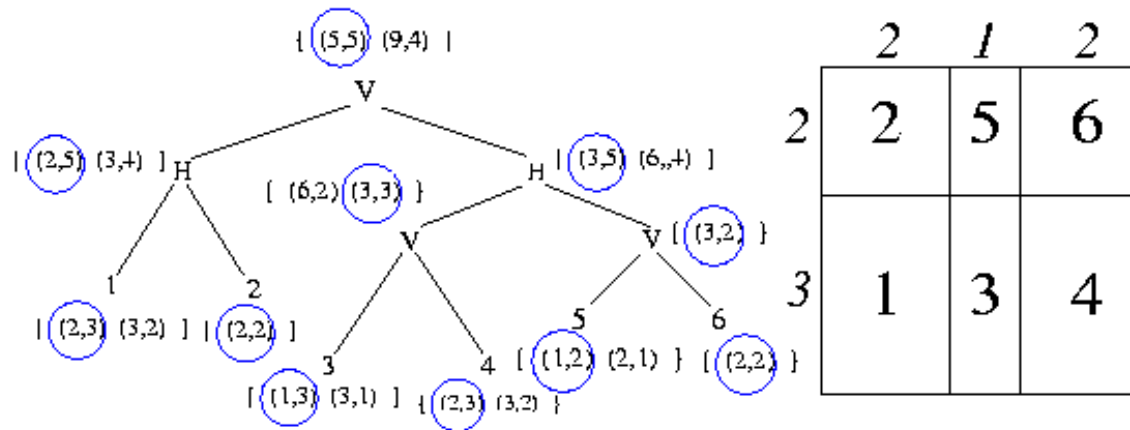 { (5,5) (9,4) |
V
2 1 2
[ (2,5) (3,4) ] H
[ (6,2) (3,3) }
H | (3,5) (6,,4) ]
2 2 5 6
V
V [ (3,2) }
1
2
3 1 3 4
| (2,3) (3,2) ]
| (2,2) ]
5
6
3
4
[ (1,2) (2,1) }
[ (2,2) }
[ (1,3) (3,1) ]
{ (2,3) (3,2) }